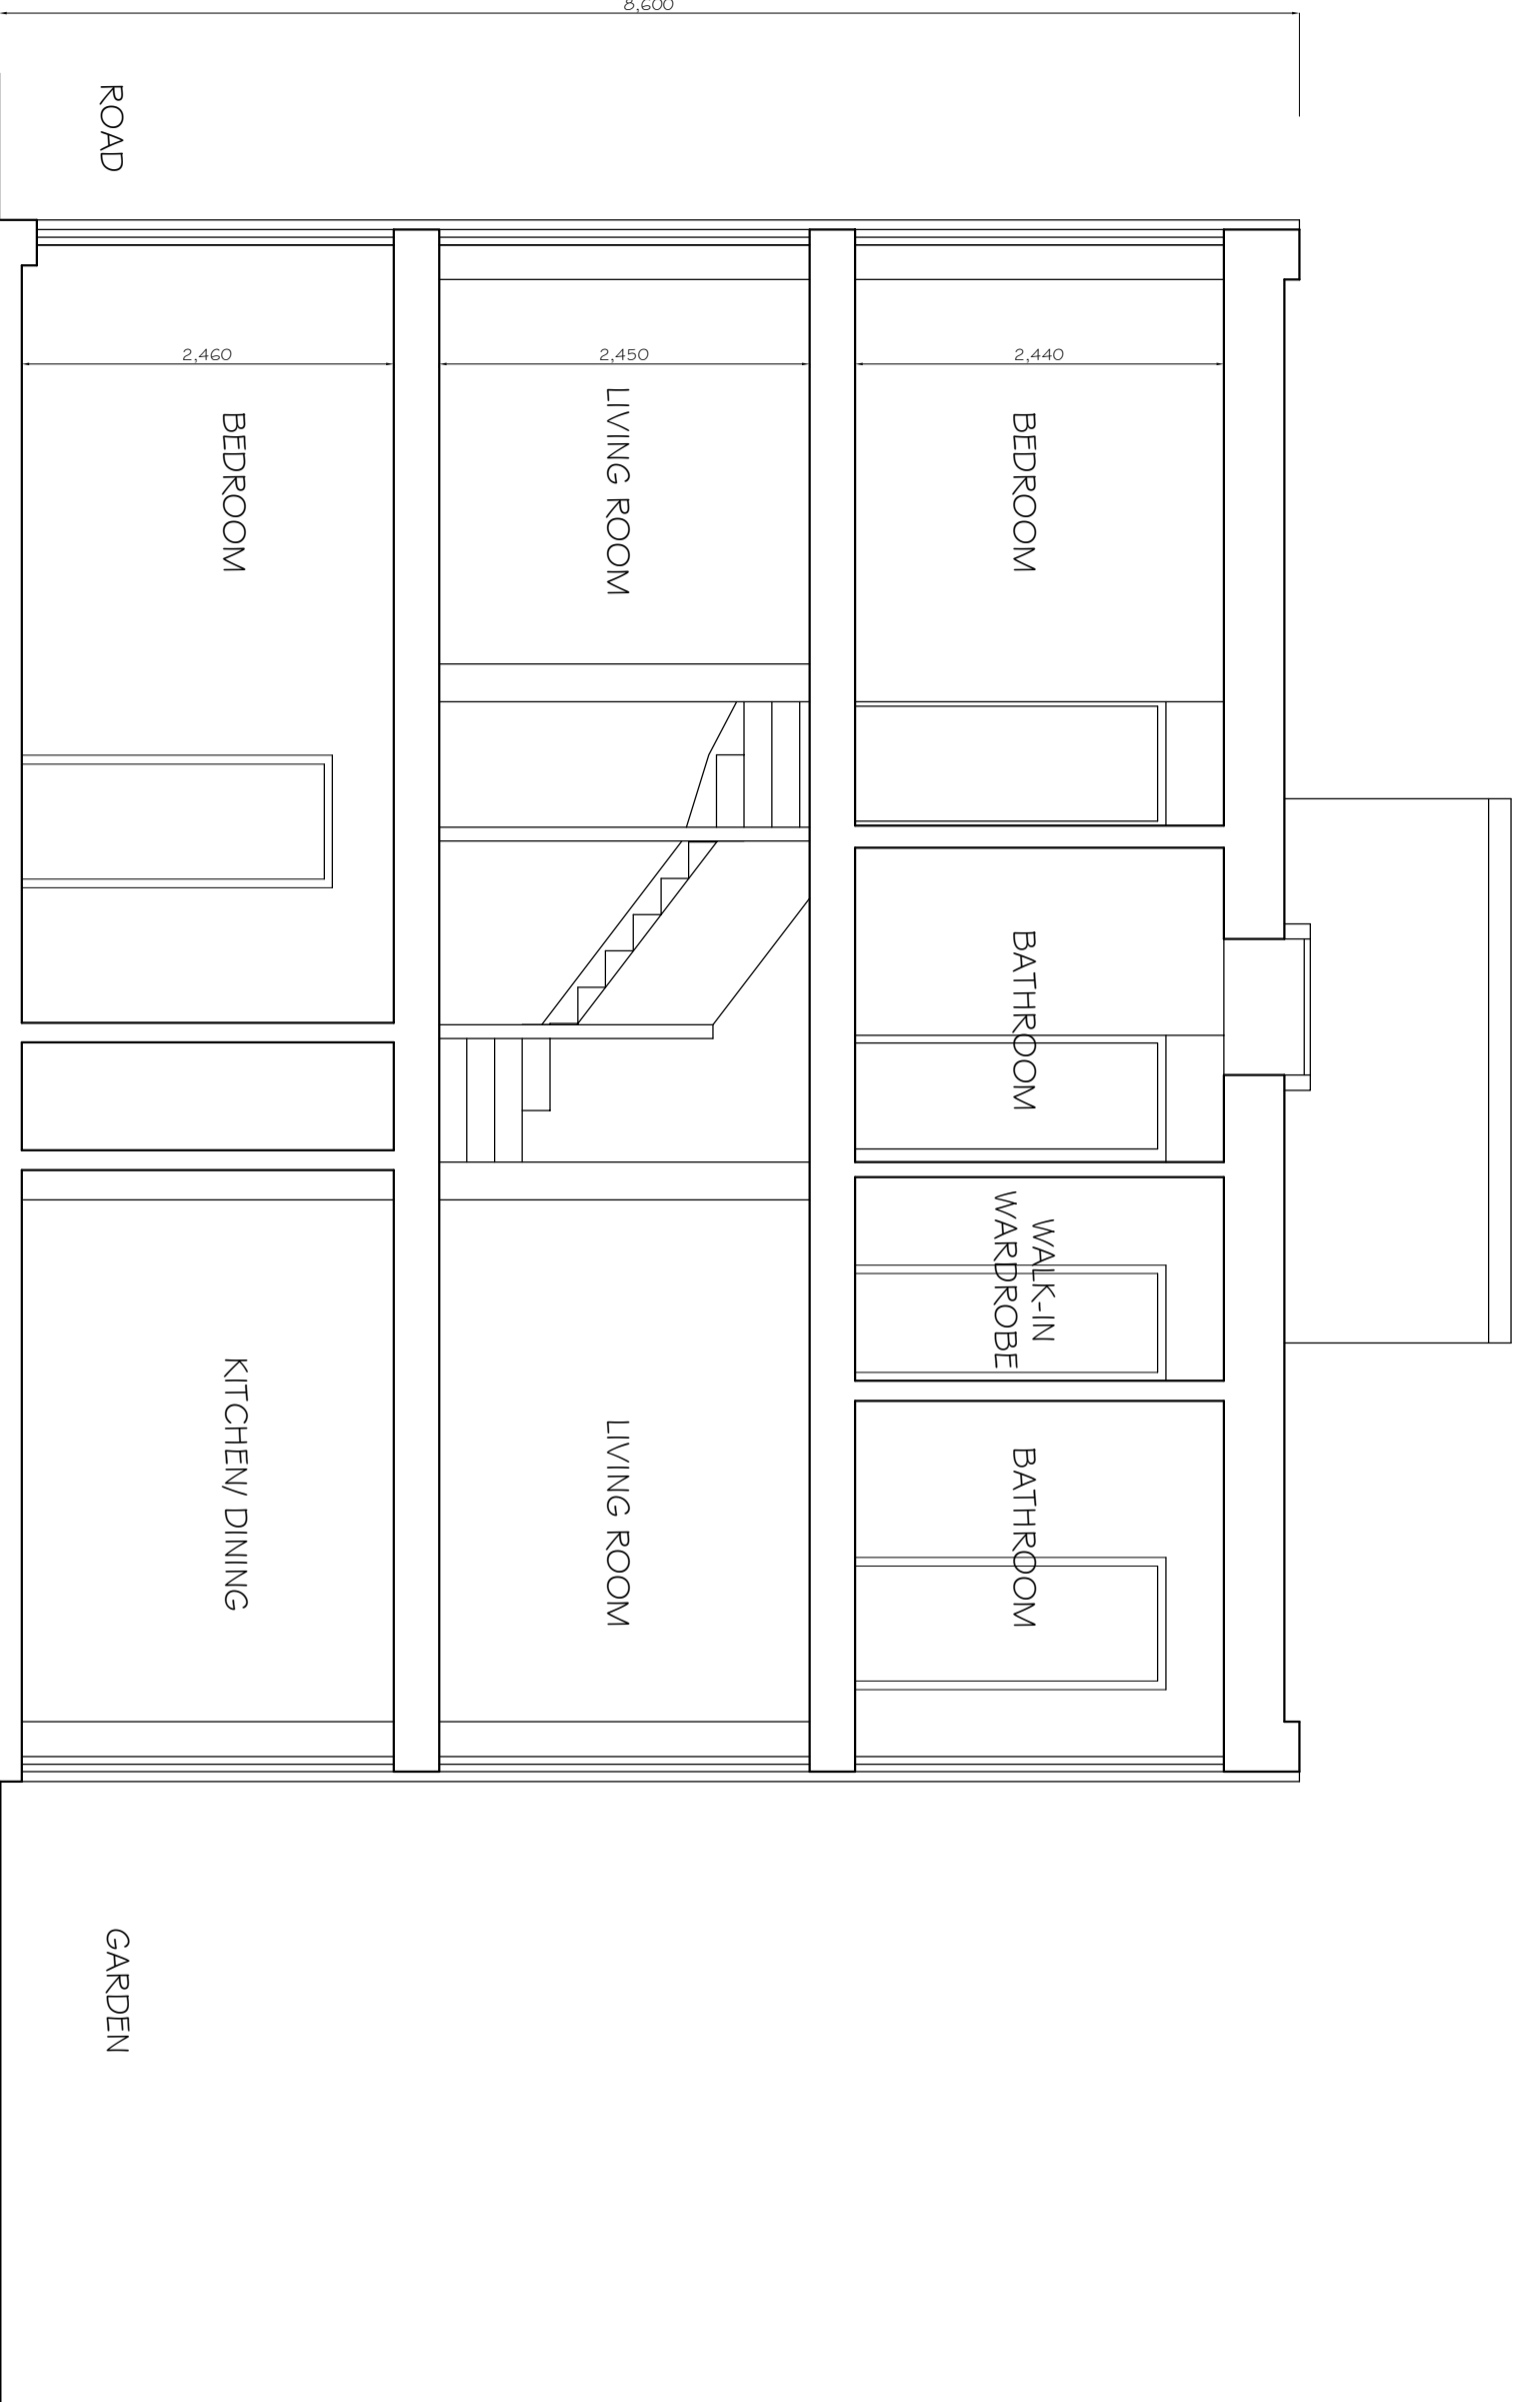 8,600
ROAD
2,440
BEDROOM
BATHROOM
WALK-IN
WARDROBE
BATHROOM
2,450
LIVING ROOM
LIVING ROOM
2,460
BEDROOM
KITCHEN/ DINING
GARDEN